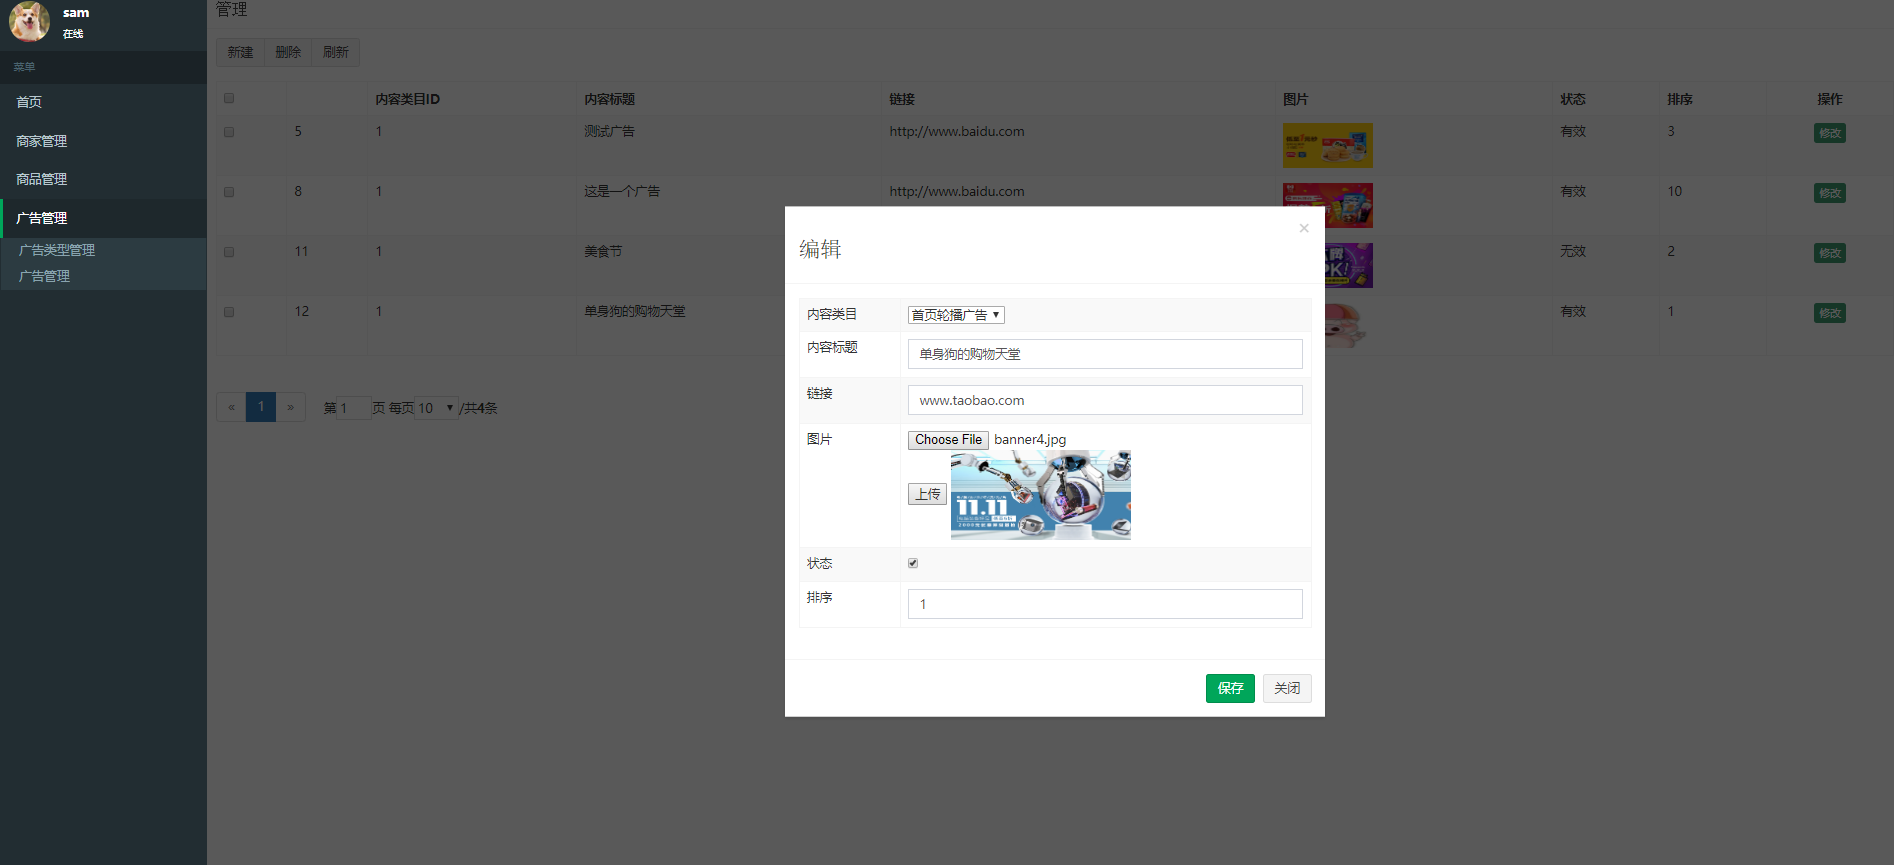 sam
在线
菜单
首页
商家管理
商品管理
广告管理
广告类型管理
广告管理
管理
新建 删除 刷新
内容类目ID 内容标题 链接 图片 状态 排序 操作
5 1 测试广告 http://www.baidu.com 有效 3 修改
8 1 这是一个广告 http://www.baidu.com 有效 10 修改
11 1 美食节 无效 2 修改
12 1 单身狗的购物天堂 有效 1 修改
« 1 » 第 1 页 每页 10 /共4条
×
编辑
内容类目 首页轮播广告
内容标题 单身狗的购物天堂
链接 www.taobao.com
图片 Choose File banner4.jpg
上传
11.11
状态
排序 1
保存 关闭